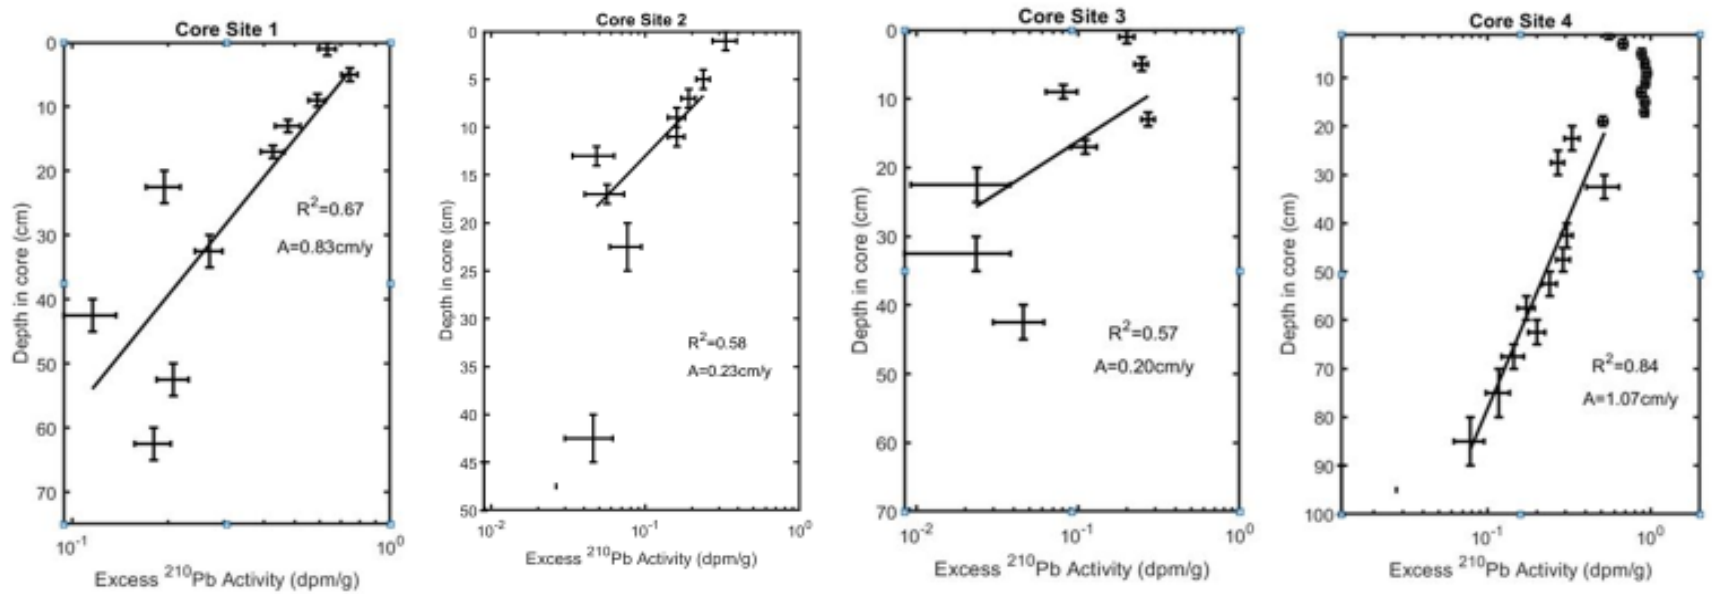 Core Site 1
0
10
20
30
40
50
60
70
Depth in core (cm)
R²=0.67
A=0.83cm/y
10⁻¹
10⁰
Excess ²¹⁰Pb Activity (dpm/g)
Core Site 2
0
5
10
15
20
25
30
35
40
45
50
Depth in core (cm)
R²=0.58
A=0.23cm/y
10⁻²
10⁻¹
10⁰
Excess ²¹⁰Pb Activity (dpm/g)
Core Site 3
0
10
20
30
40
50
60
70
Depth in core (cm)
R²=0.57
A=0.20cm/y
10⁻²
10⁻¹
10⁰
Excess ²¹⁰Pb Activity (dpm/g)
Core Site 4
10
20
30
40
50
60
70
80
90
100
Depth in core (cm)
R²=0.84
A=1.07cm/y
10⁻¹
10⁰
Excess ²¹⁰Pb Activity (dpm/g)